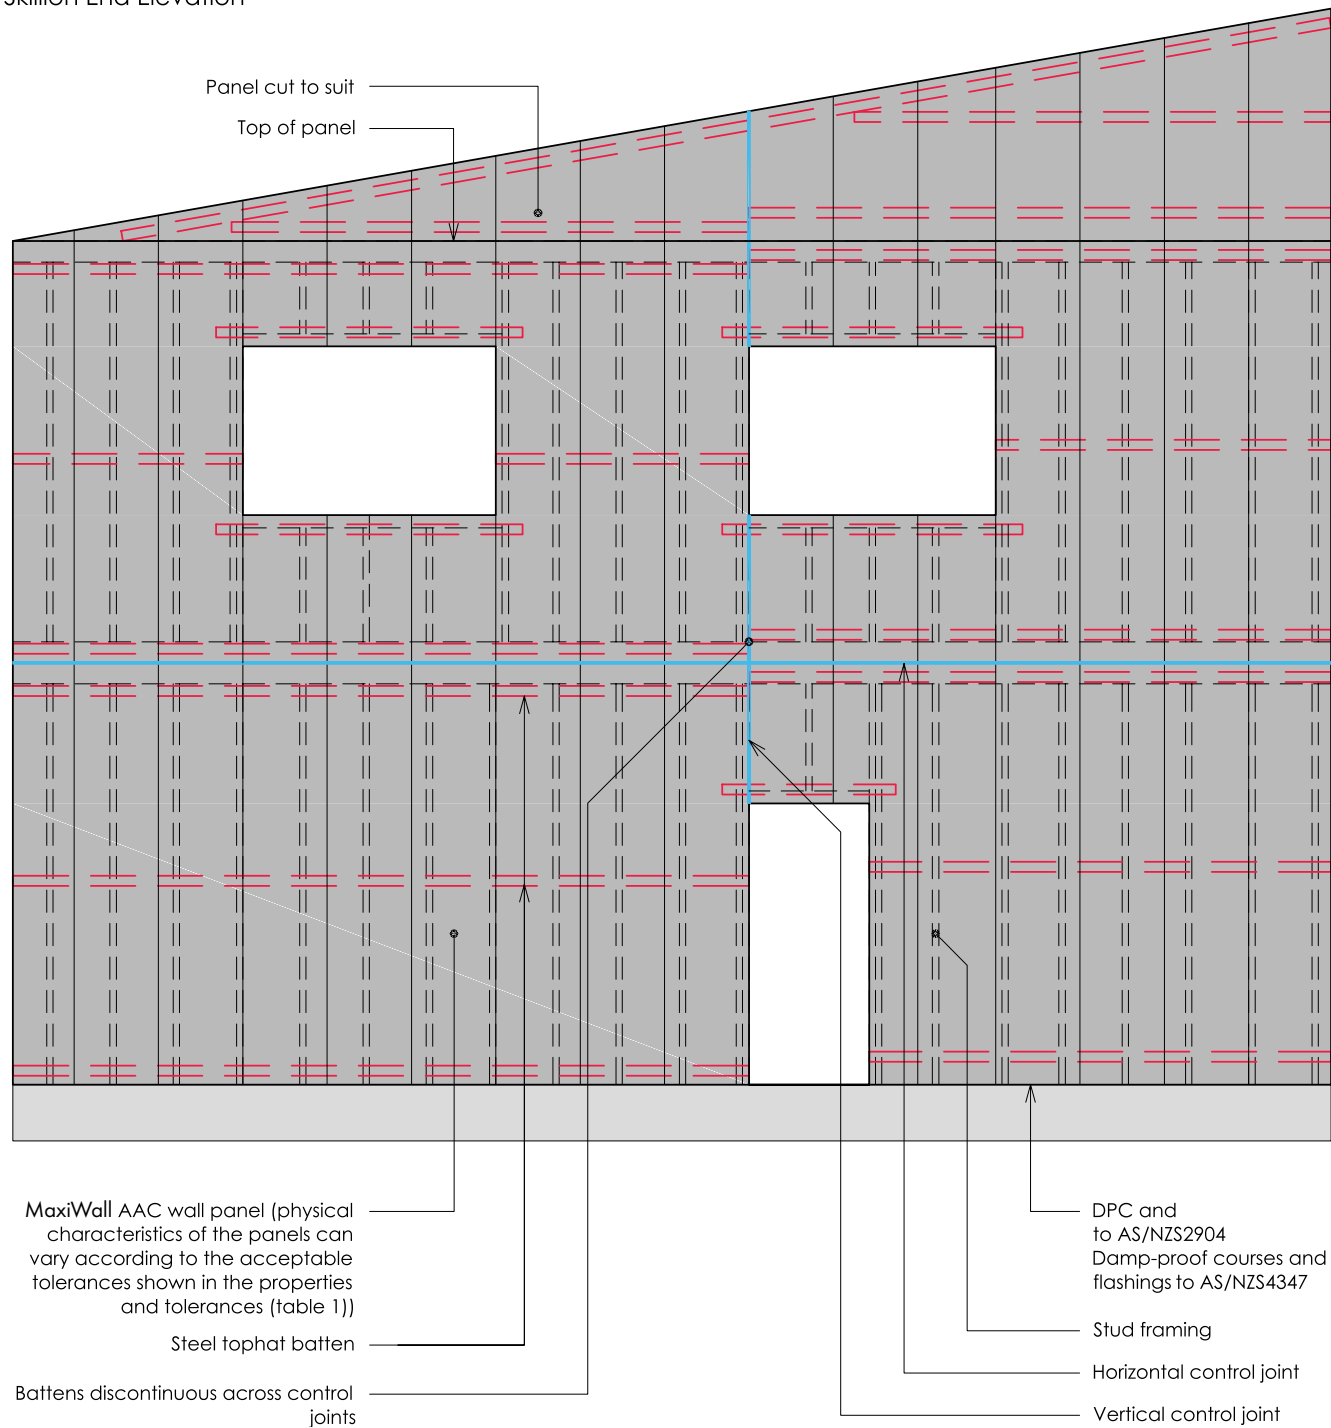 Skillion End Elevation
Panel cut to suit
Top of panel
MaxiWall AAC wall panel (physical
characteristics of the panels can
vary according to the acceptable
tolerances shown in the properties
and tolerances (table 1))
Steel tophat batten
Battens discontinuous across control
joints
DPC and
to AS/NZS2904
Damp-proof courses and
flashings to AS/NZS4347
Stud framing
Horizontal control joint
Vertical control joint